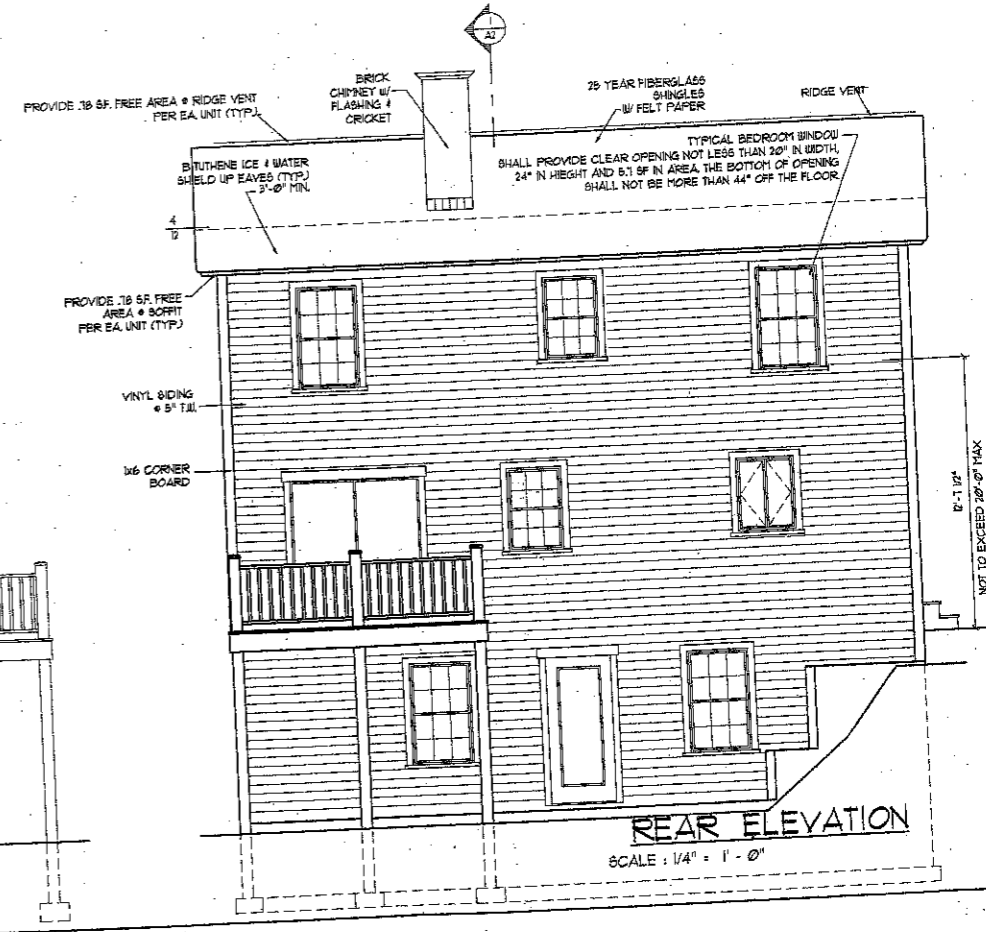 1
A2
BRICK
CHIMNEY W/
FLASHING &
CRICKET
25 YEAR FIBERGLASS
SHINGLES
W/ FELT PAPER
RIDGE VENT
PROVIDE .78 S.F. FREE AREA @ RIDGE VENT
PER EA. UNIT (TYP.)
TYPICAL BEDROOM WINDOW
SHALL PROVIDE CLEAR OPENING NOT LESS THAN 20" IN WIDTH,
24" IN HIEGHT AND 5.7 SF IN AREA. THE BOTTOM OF OPENING
SHALL NOT BE MORE THAN 44" OFF THE FLOOR.
BITUTHENE ICE & WATER
SHIELD UP EAVES (TYP.)
3'-0" MIN.
4
12
PROVIDE .78 S.F. FREE
AREA @ SOFFIT
PER EA. UNIT (TYP.)
VINYL SIDING
@ 5" T.W.
1x6 CORNER
BOARD
12'-7 1/2"
NOT TO EXCEED 20'-0" MAX
REAR ELEVATION
SCALE : 1/4" = 1' - 0"